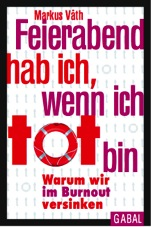 Markus Väth
Feierabend
hab ich,
wenn ich
tot
bin
Warum wir
im Burnout
versinken
GABAL